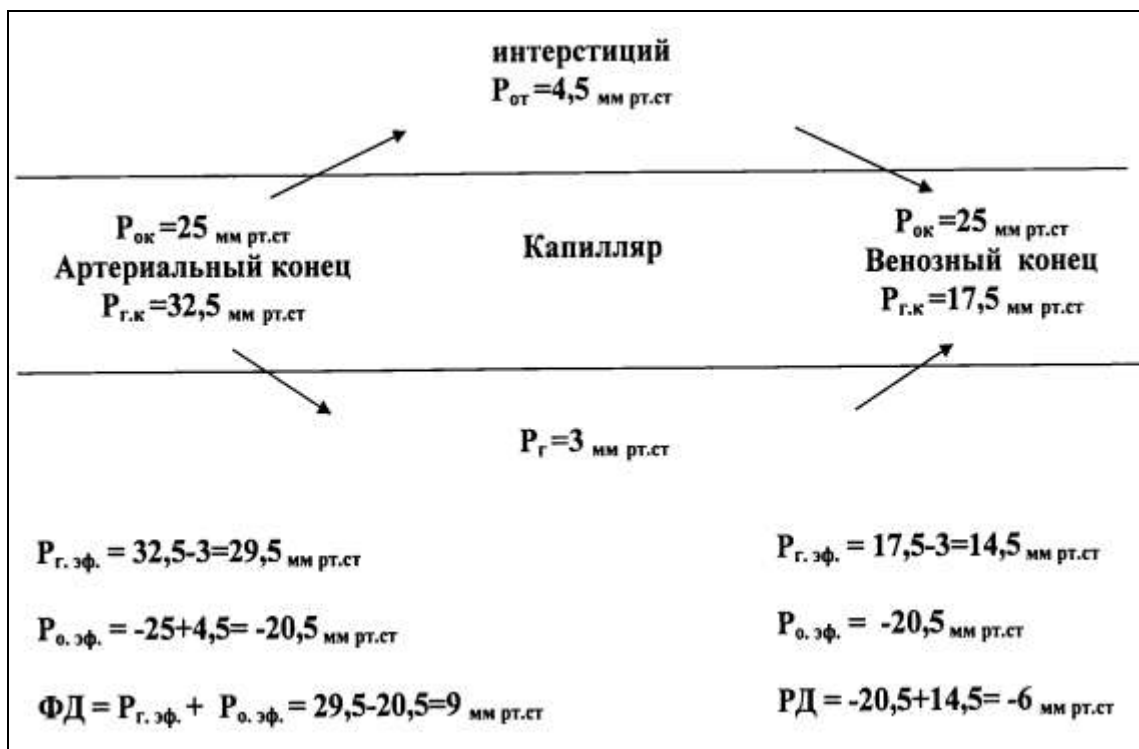 интерстиций
Pот =4,5 мм рт.ст
Pок =25 мм рт.ст
Артериальный конец
Pг.к =32,5 мм рт.ст
Капилляр
Pок =25 мм рт.ст
Венозный конец
Pг.к =17,5 мм рт.ст
Pг =3 мм рт.ст
Pг. эф. = 32,5-3=29,5 мм рт.ст
Pг. эф. = 17,5-3=14,5 мм рт.ст
Pо. эф. = -25+4,5= -20,5 мм рт.ст
Pо. эф. = -20,5 мм рт.ст
ФД = Pг. эф. + Pо. эф. = 29,5-20,5=9 мм рт.ст
РД = -20,5+14,5= -6 мм рт.ст